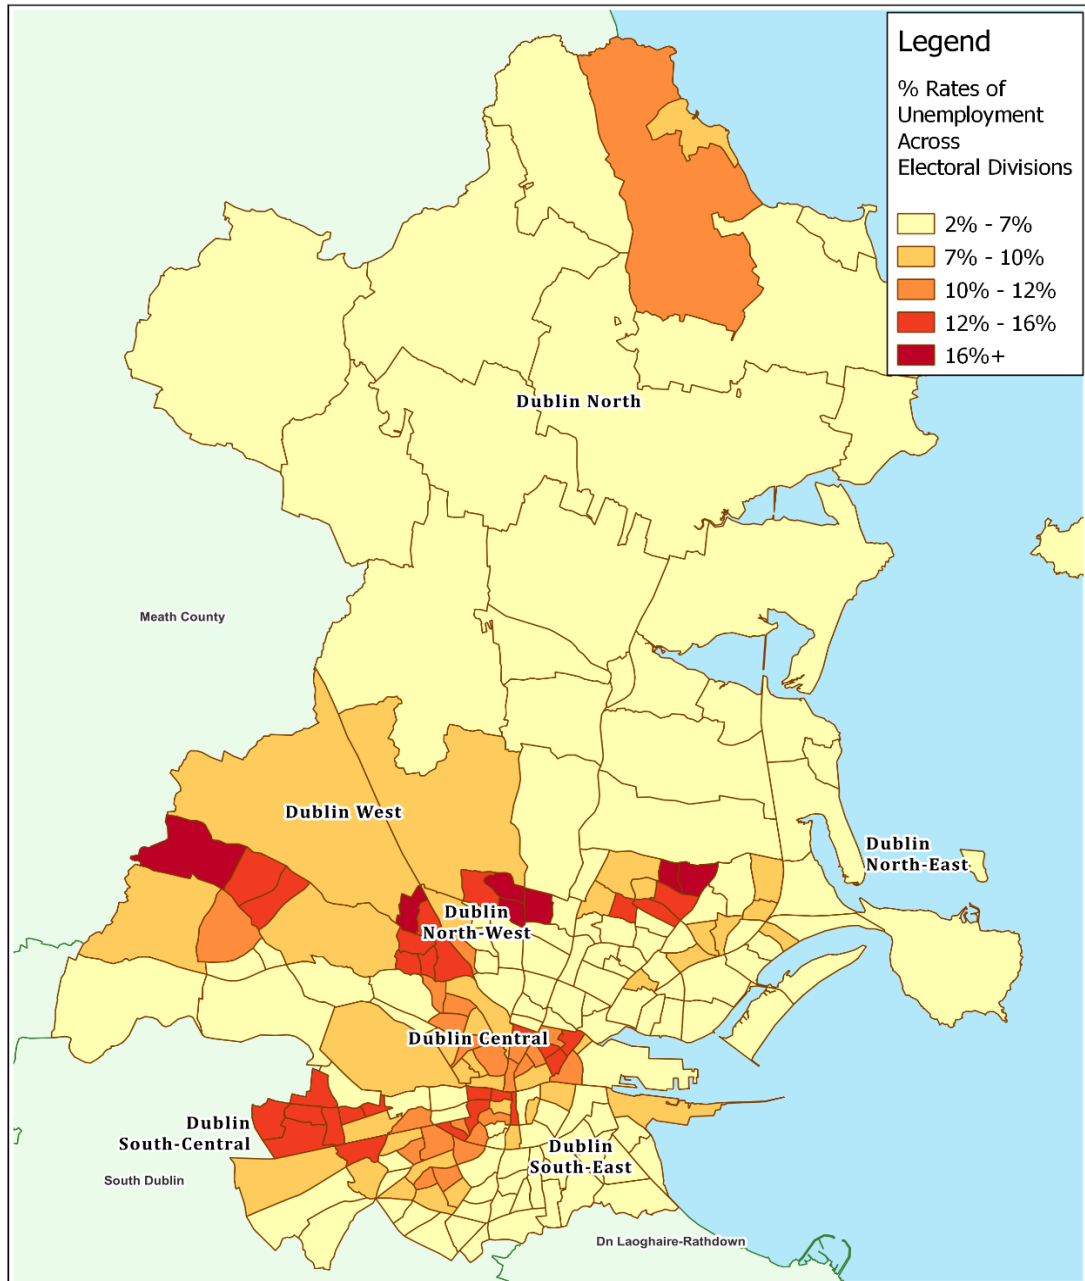 Legend
% Rates of
Unemployment
Across
Electoral Divisions
2% - 7%
7% - 10%
10% - 12%
12% - 16%
16%+
Dublin North
Meath County
Dublin West
Dublin
North-East
Dublin
North-West
Dublin Central
Dublin
South-Central
Dublin
South-East
South Dublin
Dn Laoghaire-Rathdown